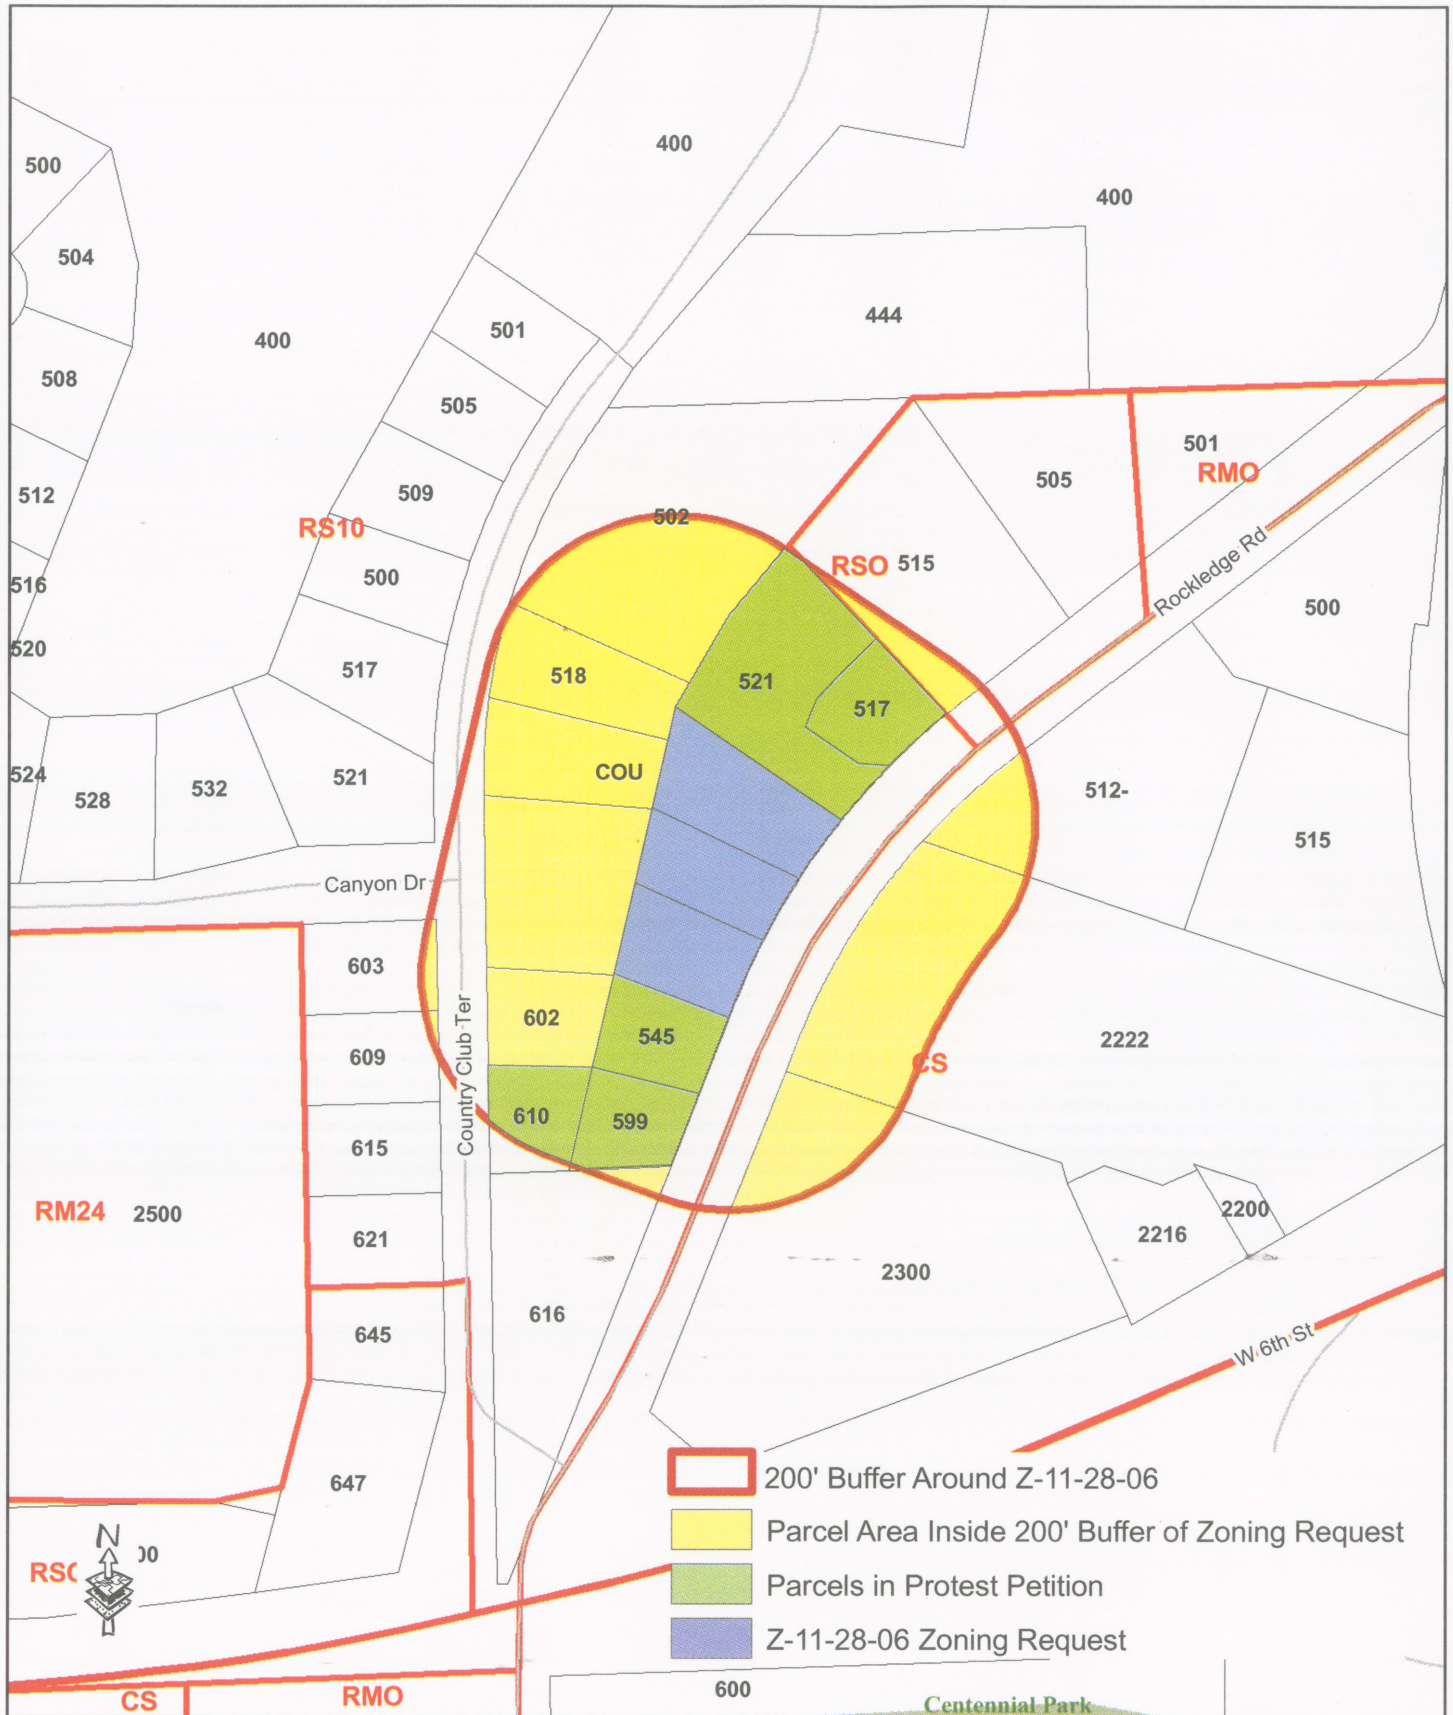 400
500
400
504
444
400
501
508
505
501
RMO
505
509
512
502
RS10
RSO 515
500
516
Rockledge Rd
500
520
517
518
521
517
COU
524
528
532
521
512-
515
Canyon Dr
603
602
545
2222
609
CS
Country Club Ter
610
599
615
RM24 2500
621
2216
2200
2300
616
645
W 6th St
647
200' Buffer Around Z-11-28-06
Parcel Area Inside 200' Buffer of Zoning Request
N
Parcels in Protest Petition
Z-11-28-06 Zoning Request
CS
RMO
600
Centennial Park